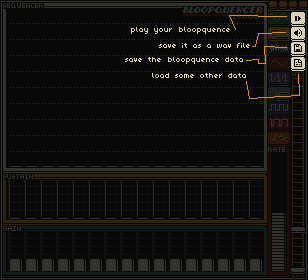 SEQUENCER
BLOOPQUENCER
play your bloopquence
save it as a wav file
save the bloopquence data
load some other data
RATE
SUSTAIN
GAIN